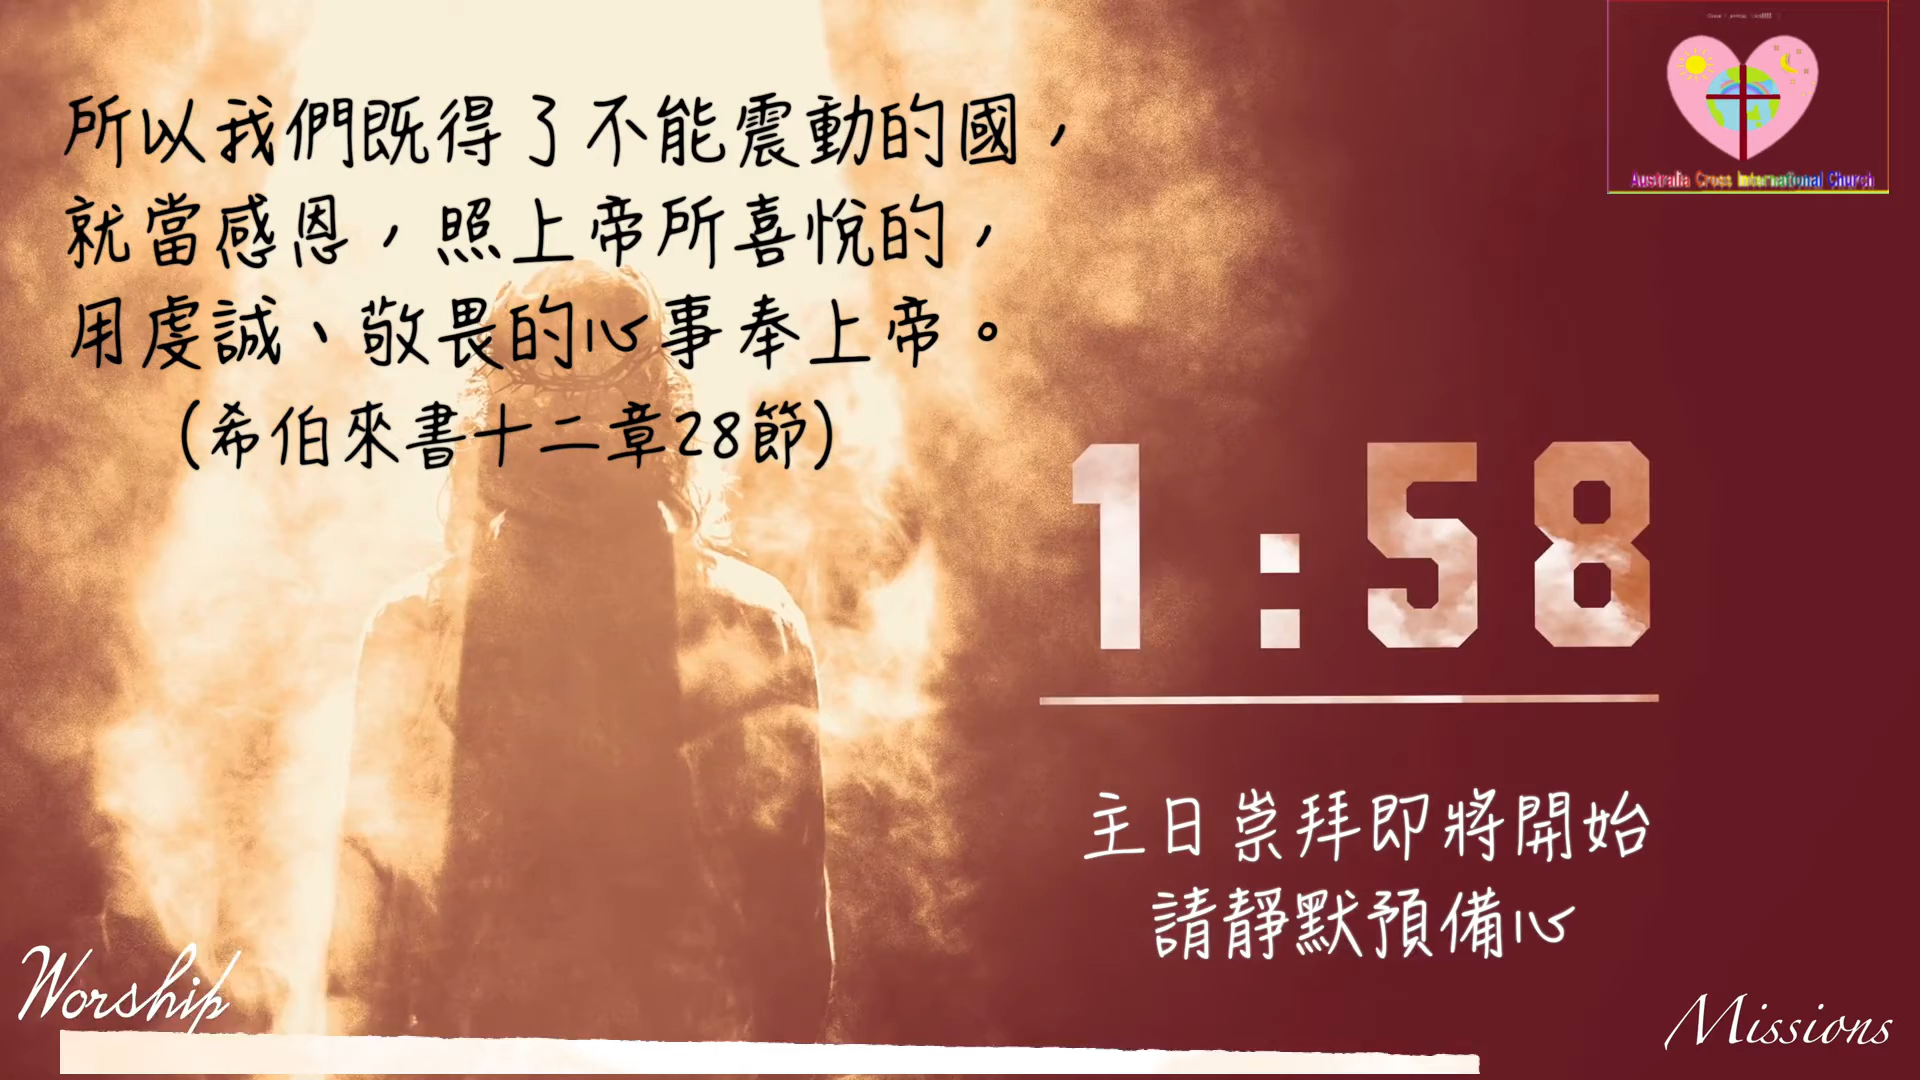 所以我們既得了不能震動的國，
就當感恩，照上帝所喜悅的，
用虔誠、敬畏的心事奉上帝。
(希伯來書十二章28節)
Australia Cross International Church
1:58
主日崇拜即將開始
請靜默預備心
Worship
Missions